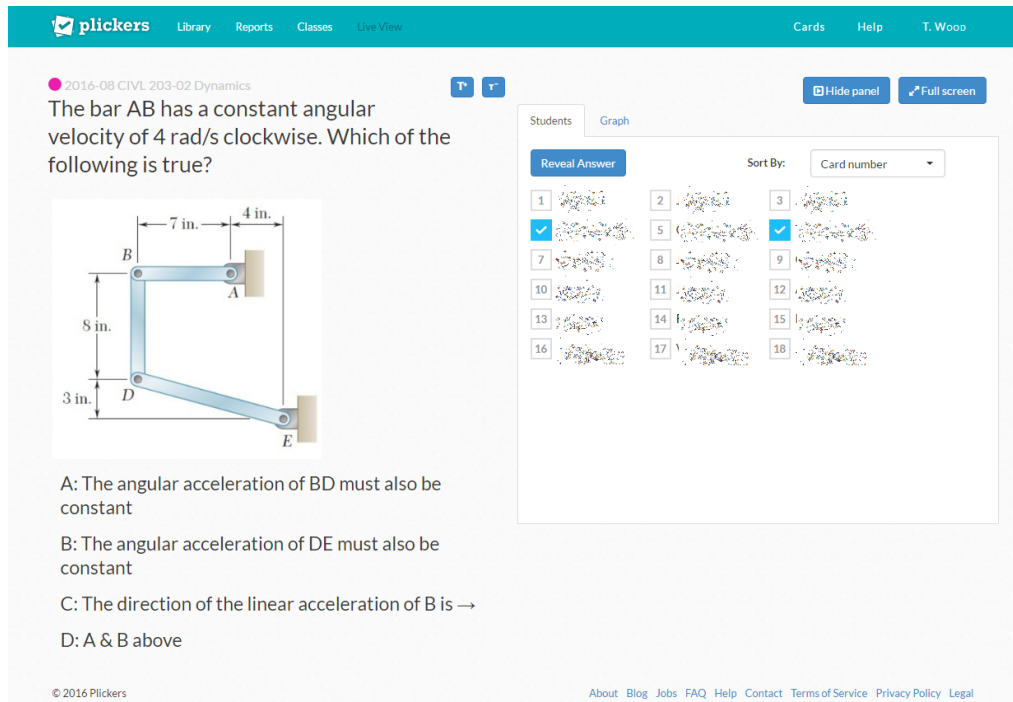 plickers Library Reports Classes Live View Cards Help T. Wood
2016-08 CIVL 203-02 Dynamics T+ T−
The bar AB has a constant angular
velocity of 4 rad/s clockwise. Which of the
following is true?
7 in. 4 in.
B
A
8 in.
3 in. D
E
A: The angular acceleration of BD must also be
constant
B: The angular acceleration of DE must also be
constant
C: The direction of the linear acceleration of B is →
D: A & B above
Hide panel Full screen
Students Graph
Reveal Answer Sort By: Card number
1 2 3
5
7 8 9
10 11 12
13 14 15
16 17 18
© 2016 Plickers About Blog Jobs FAQ Help Contact Terms of Service Privacy Policy Legal